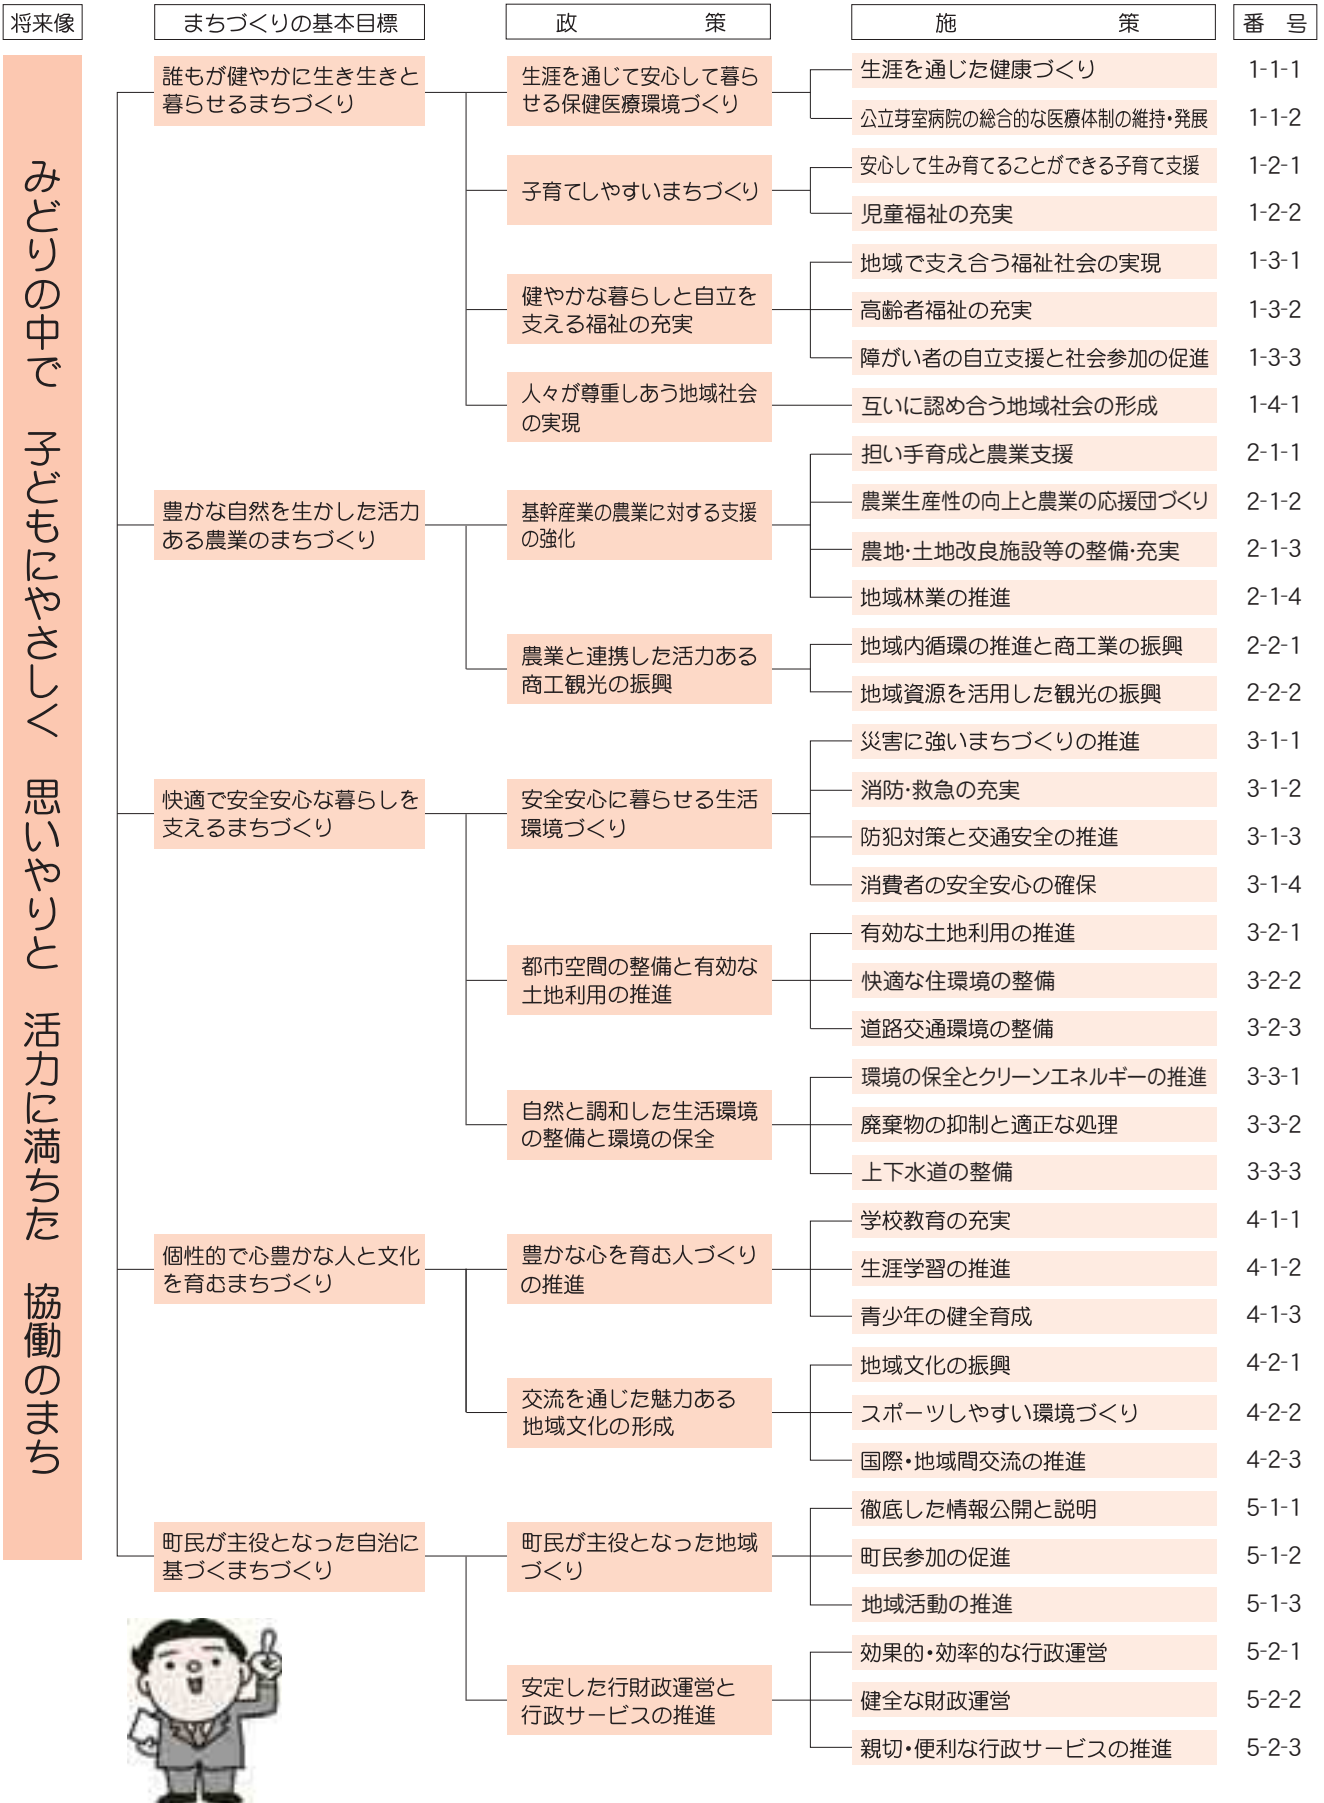 将来像
まちづくりの基本目標
政　策
施　策
番　号
みどりの中で　子どもにやさしく　思いやりと　活力に満ちた　協働のまち
誰もが健やかに生き生きと
暮らせるまちづくり
生涯を通じて安心して暮ら
せる保健医療環境づくり
生涯を通じた健康づくり 1-1-1
公立芽室病院の総合的な医療体制の維持・発展 1-1-2
子育てしやすいまちづくり
安心して生み育てることができる子育て支援 1-2-1
児童福祉の充実 1-2-2
健やかな暮らしと自立を
支える福祉の充実
地域で支え合う福祉社会の実現 1-3-1
高齢者福祉の充実 1-3-2
障がい者の自立支援と社会参加の促進 1-3-3
人々が尊重しあう地域社会
の実現
互いに認め合う地域社会の形成 1-4-1
豊かな自然を生かした活力
ある農業のまちづくり
基幹産業の農業に対する支援
の強化
担い手育成と農業支援 2-1-1
農業生産性の向上と農業の応援団づくり 2-1-2
農地・土地改良施設等の整備・充実 2-1-3
地域林業の推進 2-1-4
農業と連携した活力ある
商工観光の振興
地域内循環の推進と商工業の振興 2-2-1
地域資源を活用した観光の振興 2-2-2
快適で安全安心な暮らしを
支えるまちづくり
安全安心に暮らせる生活
環境づくり
災害に強いまちづくりの推進 3-1-1
消防・救急の充実 3-1-2
防犯対策と交通安全の推進 3-1-3
消費者の安全安心の確保 3-1-4
都市空間の整備と有効な
土地利用の推進
有効な土地利用の推進 3-2-1
快適な住環境の整備 3-2-2
道路交通環境の整備 3-2-3
自然と調和した生活環境
の整備と環境の保全
環境の保全とクリーンエネルギーの推進 3-3-1
廃棄物の抑制と適正な処理 3-3-2
上下水道の整備 3-3-3
個性的で心豊かな人と文化
を育むまちづくり
豊かな心を育む人づくり
の推進
学校教育の充実 4-1-1
生涯学習の推進 4-1-2
青少年の健全育成 4-1-3
交流を通じた魅力ある
地域文化の形成
地域文化の振興 4-2-1
スポーツしやすい環境づくり 4-2-2
国際・地域間交流の推進 4-2-3
町民が主役となった自治に
基づくまちづくり
町民が主役となった地域
づくり
徹底した情報公開と説明 5-1-1
町民参加の促進 5-1-2
地域活動の推進 5-1-3
安定した行財政運営と
行政サービスの推進
効果的・効率的な行政運営 5-2-1
健全な財政運営 5-2-2
親切・便利な行政サービスの推進 5-2-3